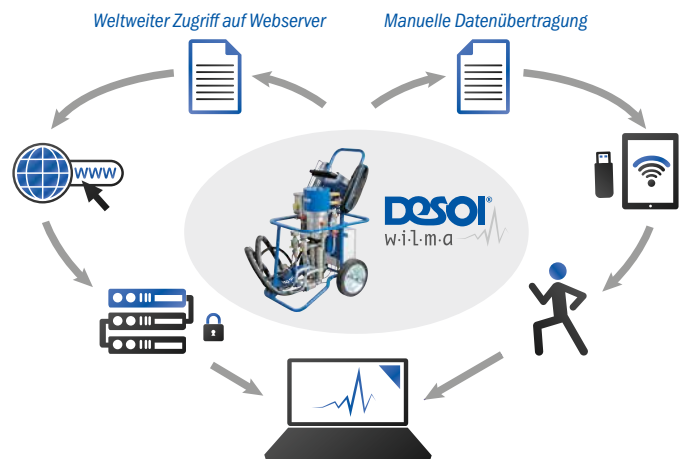 Weltweiter Zugriff auf Webserver
Manuelle Datenübertragung
www
DESOI®
w·i·l·m·a